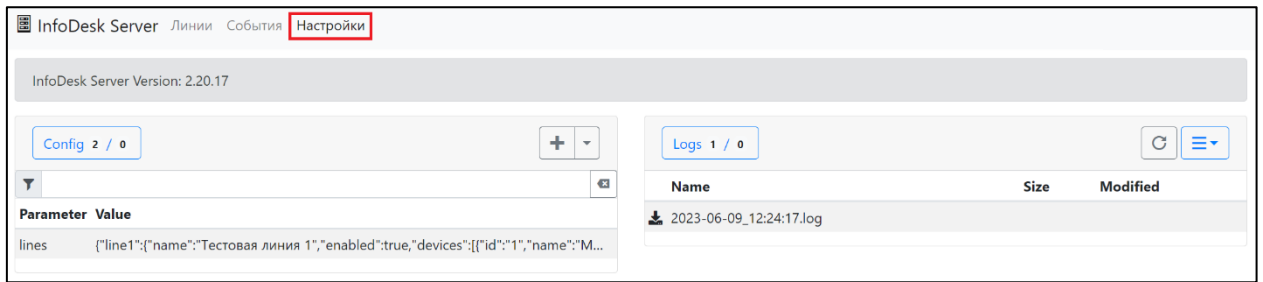 InfoDesk Server Линии События Настройки
InfoDesk Server Version: 2.20.17
Config 2 / 0
Parameter Value
lines {"line1":{"name":"Тестовая линия 1","enabled":true,"devices":[{"id":"1","name":"M...
Logs 1 / 0
Name Size Modified
2023-06-09_12:24:17.log